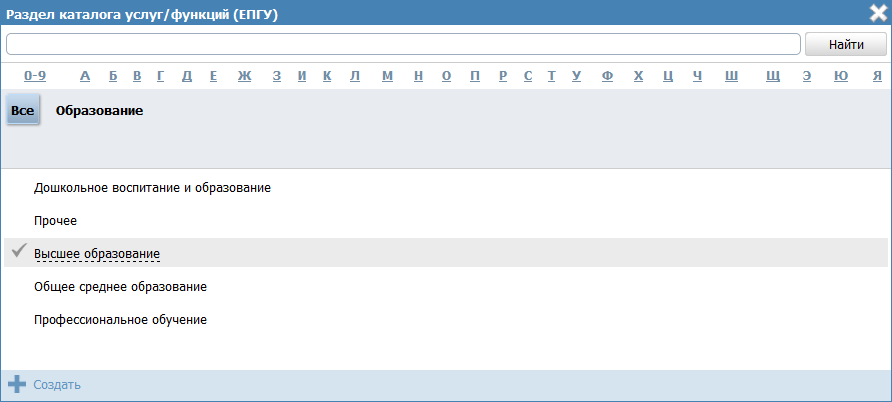 Раздел каталога услуг/функций (ЕПГУ)
Найти
0-9 А Б В Г Д Е Ж З И К Л М Н О П Р С Т У Ф Х Ц Ч Ш Щ Э Ю Я
Все Образование
Дошкольное воспитание и образование
Прочее
Высшее образование
Общее среднее образование
Профессиональное обучение
Создать